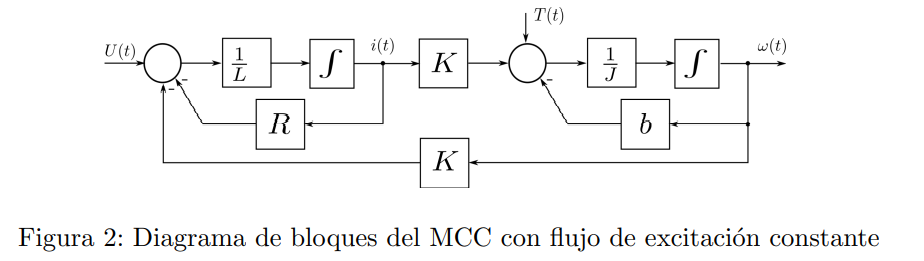 T(t)
U(t) - 1/L ∫ i(t) K - 1/J ∫ ω(t)
- R b
K
Figura 2: Diagrama de bloques del MCC con flujo de excitación constante